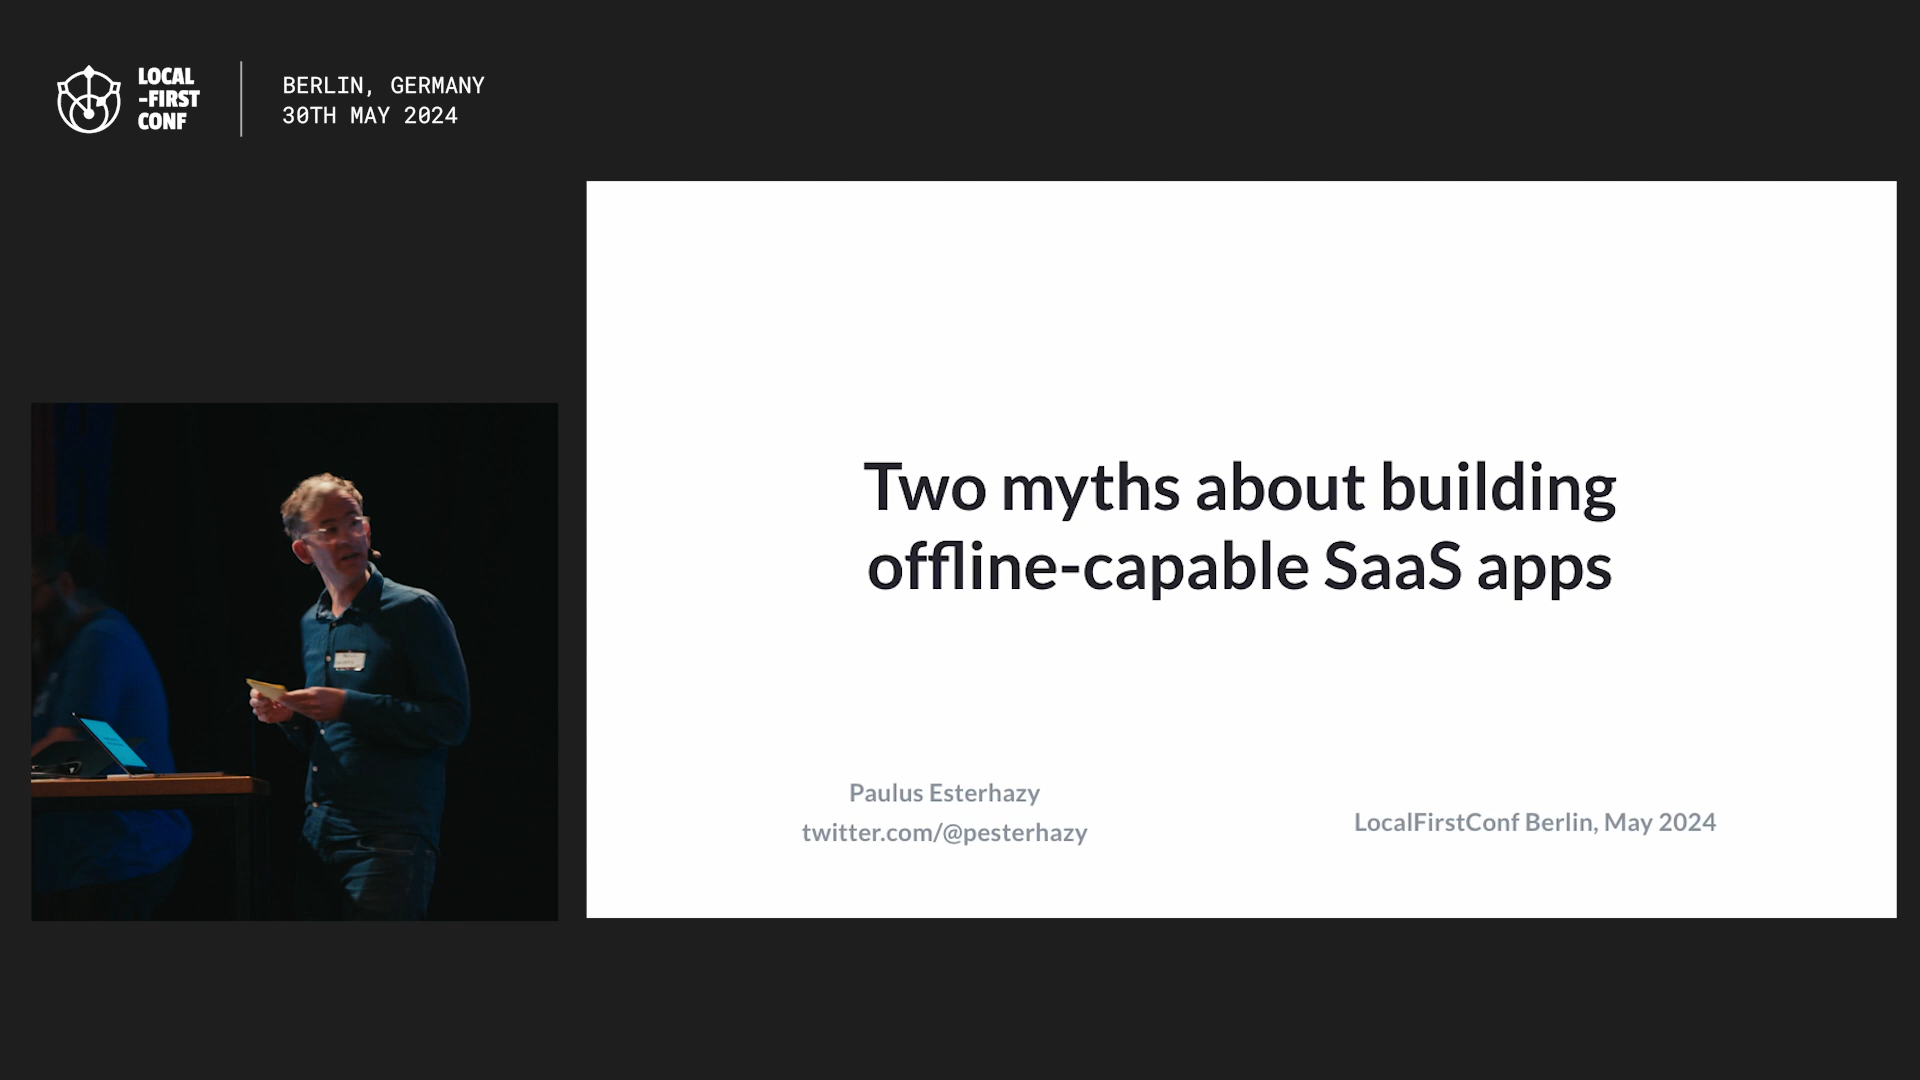 LOCAL
-FIRST
CONF
BERLIN, GERMANY
30TH MAY 2024
Two myths about building
offline-capable SaaS apps
Paulus Esterhazy
twitter.com/@pesterhazy
LocalFirstConf Berlin, May 2024